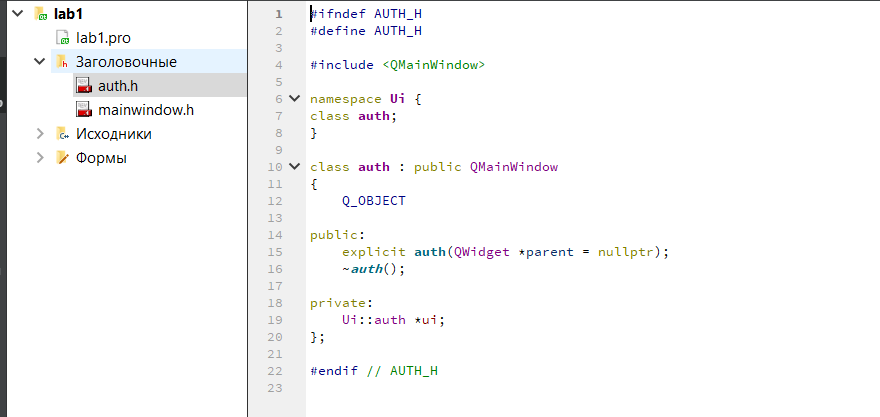 lab1
lab1.pro
Заголовочные
auth.h
mainwindow.h
Исходники
Формы
1 #ifndef AUTH_H
2 #define AUTH_H
3
4 #include <QMainWindow>
5
6 namespace Ui {
7 class auth;
8 }
9
10 class auth : public QMainWindow
11 {
12     Q_OBJECT
13
14 public:
15     explicit auth(QWidget *parent = nullptr);
16     ~auth();
17
18 private:
19     Ui::auth *ui;
20 };
21
22 #endif // AUTH_H
23